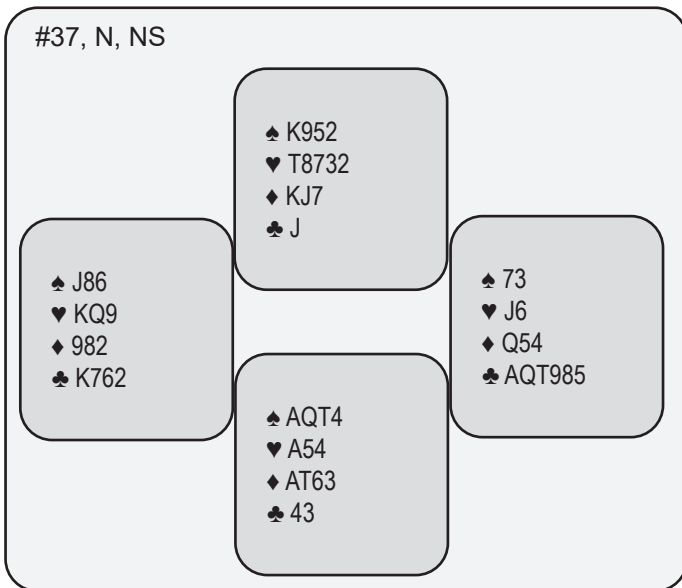 #37, N, NS
♠ K952
♥ T8732
♦ KJ7
♣ J
♠ J86
♥ KQ9
♦ 982
♣ K762
♠ 73
♥ J6
♦ Q54
♣ AQT985
♠ AQT4
♥ A54
♦ AT63
♣ 43